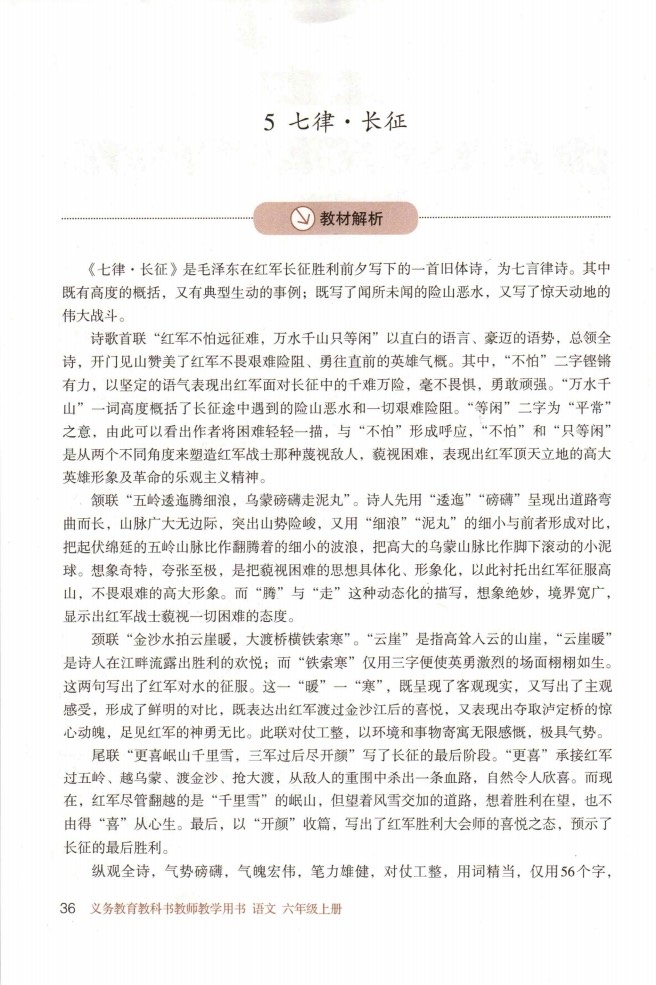 5 七律·长征
教材解析
《七律·长征》是毛泽东在红军长征胜利前夕写下的一首旧体诗，为七言律诗。其中
既有高度的概括，又有典型生动的事例；既写了闻所未闻的险山恶水，又写了惊天动地的
伟大战斗。
诗歌首联“红军不怕远征难，万水千山只等闲”以直白的语言、豪迈的语势，总领全
诗，开门见山赞美了红军不畏艰难险阻、勇往直前的英雄气概。其中，“不怕”二字铿锵
有力，以坚定的语气表现出红军面对长征中的千难万险，毫不畏惧，勇敢顽强。“万水千
山”一词高度概括了长征途中遇到的险山恶水和一切艰难险阻。“等闲”二字为“平常”
之意，由此可以看出作者将困难轻轻一描，与“不怕”形成呼应，“不怕”和“只等闲”
是从两个不同角度来塑造红军战士那种蔑视敌人，藐视困难，表现出红军顶天立地的高大
英雄形象及革命的乐观主义精神。
颔联“五岭逶迤腾细浪，乌蒙磅礴走泥丸”。诗人先用“逶迤”“磅礴”呈现出道路弯
曲而长，山脉广大无边际，突出山势险峻，又用“细浪”“泥丸”的细小与前者形成对比，
把起伏绵延的五岭山脉比作翻腾着的细小的波浪，把高大的乌蒙山脉比作脚下滚动的小泥
球。想象奇特，夸张至极，是把藐视困难的思想具体化、形象化，以此衬托出红军征服高
山，不畏艰难的高大形象。而“腾”与“走”这种动态化的描写，想象绝妙，境界宽广，
显示出红军战士藐视一切困难的态度。
颈联“金沙水拍云崖暖，大渡桥横铁索寒”。“云崖”是指高耸入云的山崖，“云崖暖”
是诗人在江畔流露出胜利的欢悦；而“铁索寒”仅用三字便使英勇激烈的场面栩栩如生。
这两句写出了红军对水的征服。这一“暖”一“寒”，既呈现了客观现实，又写出了主观
感受，形成了鲜明的对比，既表达出红军渡过金沙江后的喜悦，又表现出夺取泸定桥的惊
心动魄，足见红军的神勇无比。此联对仗工整，以环境和事物寄寓无限感慨，极具气势。
尾联“更喜岷山千里雪，三军过后尽开颜”写了长征的最后阶段。“更喜”承接红军
过五岭、越乌蒙、渡金沙、抢大渡，从敌人的重围中杀出一条血路，自然令人欣喜。而现
在，红军尽管翻越的是“千里雪”的岷山，但望着风雪交加的道路，想着胜利在望，也不
由得“喜”从心生。最后，以“开颜”收篇，写出了红军胜利大会师的喜悦之态，预示了
长征的最后胜利。
纵观全诗，气势磅礴，气魄宏伟，笔力雄健，对仗工整，用词精当，仅用56个字，
36 义务教育教科书教师教学用书 语文 六年级上册